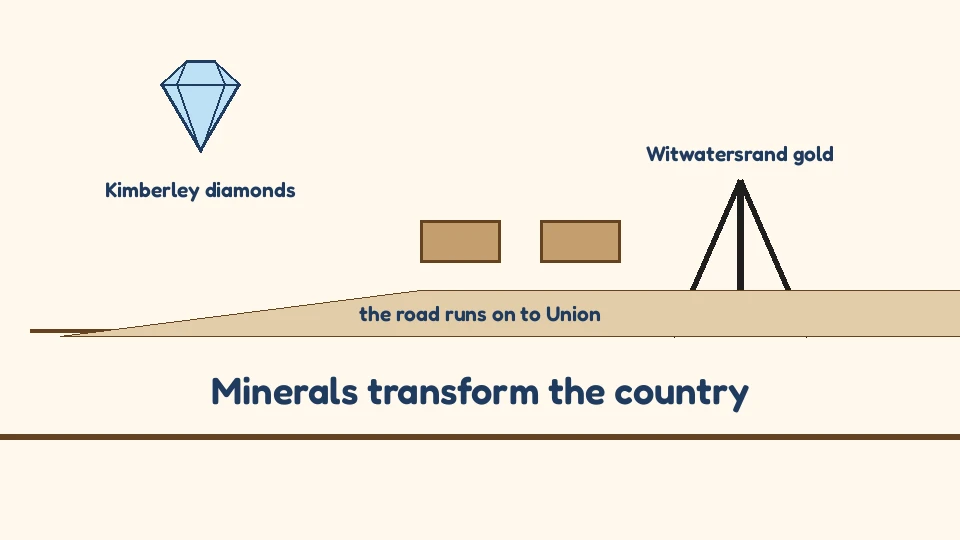 Witwatersrand gold
Kimberley diamonds
the road runs on to Union
Minerals transform the country